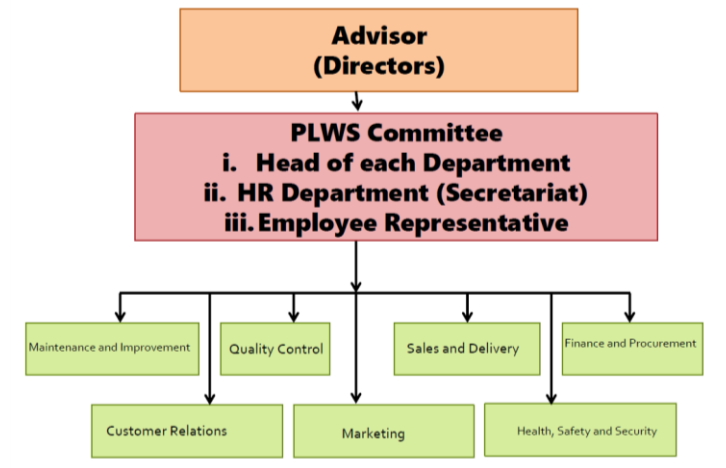 Advisor
(Directors)
PLWS Committee
i. Head of each Department
ii. HR Department (Secretariat)
iii. Employee Representative
Maintenance and Improvement
Quality Control
Sales and Delivery
Finance and Procurement
Customer Relations
Marketing
Health, Safety and Security